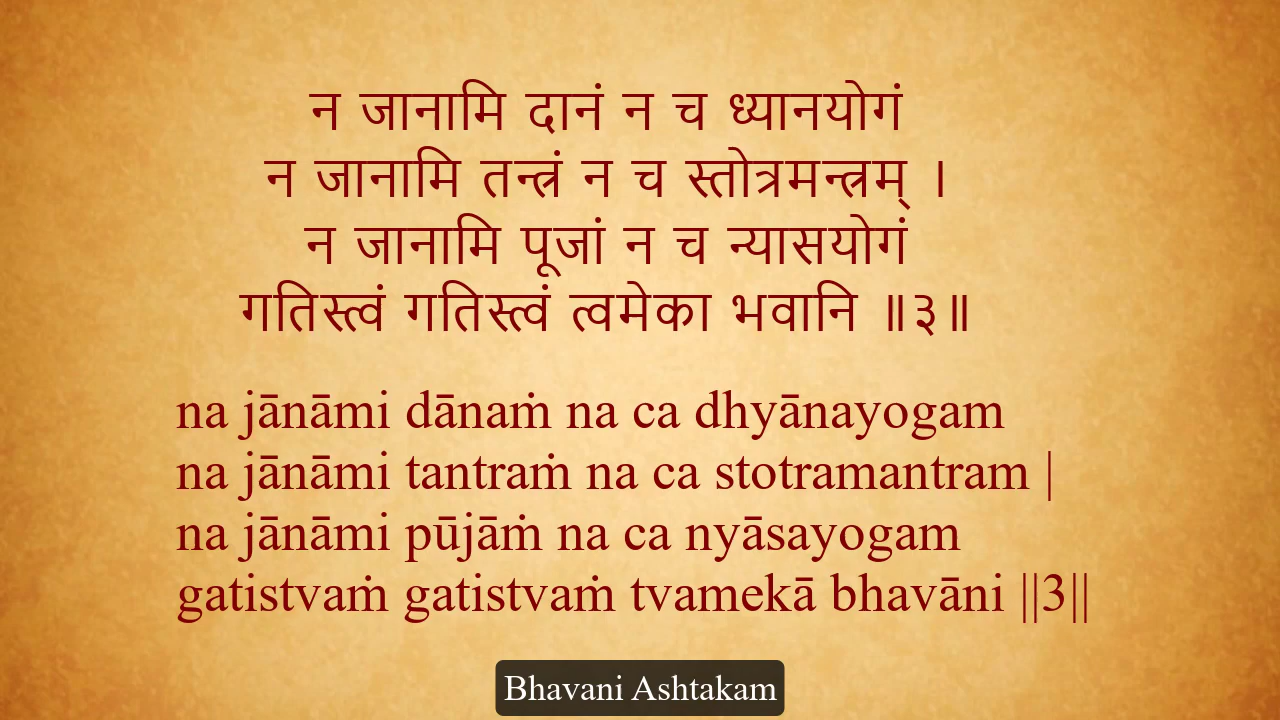 न जानामि दानं न च ध्यानयोगं
न जानामि तन्त्रं न च स्तोत्रमन्त्रम् ।
न जानामि पूजां न च न्यासयोगं
गतिस्त्वं गतिस्त्वं त्वमेका भवानि ॥३॥
na jānāmi dānaṁ na ca dhyānayogam
na jānāmi tantraṁ na ca stotramantram |
na jānāmi pūjāṁ na ca nyāsayogam
gatistvaṁ gatistvaṁ tvamekā bhavāni ||3||
Bhavani Ashtakam